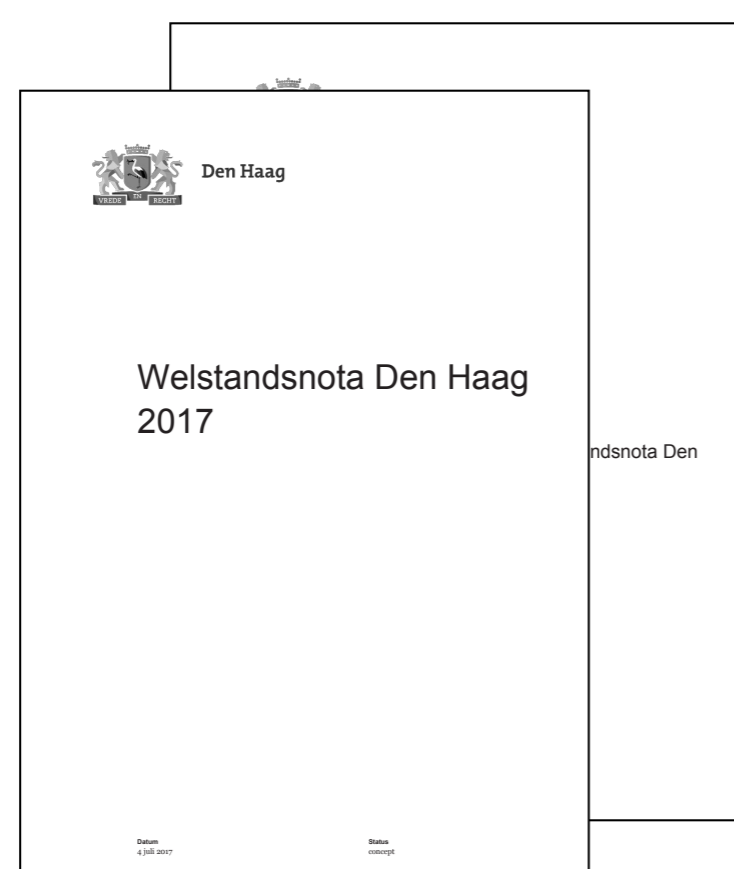 Den Haag
VREDE EN RECHT
Welstandsnota Den Haag
2017
ndsnota Den
Datum
4 juli 2017
Status
concept